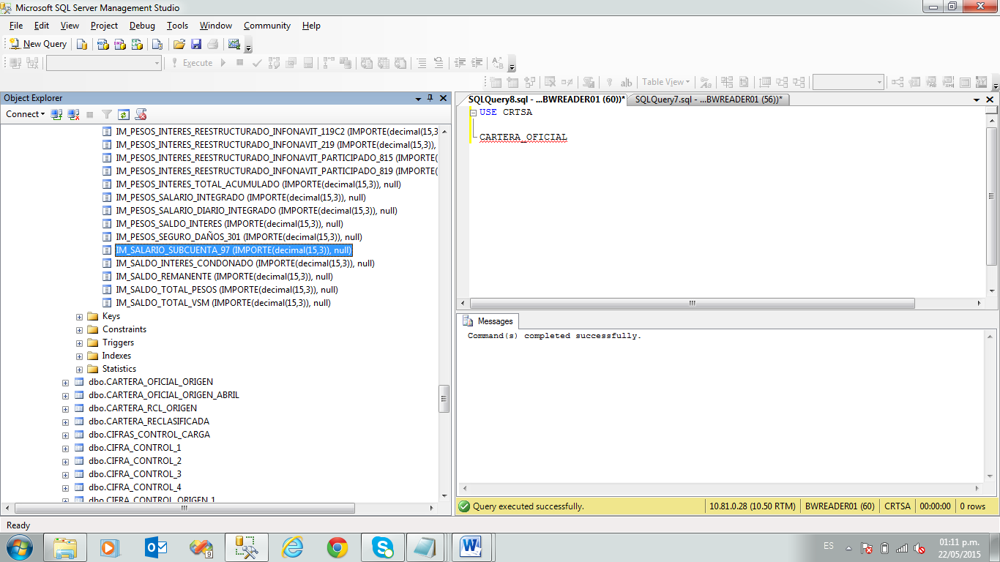 Microsoft SQL Server Management Studio
File Edit View Project Debug Tools Window Community Help
New Query
Execute
Table View
Object Explorer
Connect
IM_PESOS_INTERES_REESTRUCTURADO_INFONAVIT_119C2 (IMPORTE(decimal(15,3
IM_PESOS_INTERES_REESTRUCTURADO_INFONAVIT_219 (IMPORTE(decimal(15,3)),
IM_PESOS_INTERES_REESTRUCTURADO_INFONAVIT_PARTICIPADO_815 (IMPORTE(
IM_PESOS_INTERES_REESTRUCTURADO_INFONAVIT_PARTICIPADO_819 (IMPORTE(
IM_PESOS_INTERES_TOTAL_ACUMULADO (IMPORTE(decimal(15,3)), null)
IM_PESOS_SALARIO_INTEGRADO (IMPORTE(decimal(15,3)), null)
IM_PESOS_SALARIO_DIARIO_INTEGRADO (IMPORTE(decimal(15,3)), null)
IM_PESOS_SALDO_INTERES (IMPORTE(decimal(15,3)), null)
IM_PESOS_SEGURO_DAÑOS_301 (IMPORTE(decimal(15,3)), null)
IM_SALARIO_SUBCUENTA_97 (IMPORTE(decimal(15,3)), null)
IM_SALDO_INTERES_CONDONADO (IMPORTE(decimal(15,3)), null)
IM_SALDO_REMANENTE (IMPORTE(decimal(15,3)), null)
IM_SALDO_TOTAL_PESOS (IMPORTE(decimal(15,3)), null)
IM_SALDO_TOTAL_VSM (IMPORTE(decimal(15,3)), null)
Keys
Constraints
Triggers
Indexes
Statistics
dbo.CARTERA_OFICIAL_ORIGEN
dbo.CARTERA_OFICIAL_ORIGEN_ABRIL
dbo.CARTERA_RCL_ORIGEN
dbo.CARTERA_RECLASIFICADA
dbo.CIFRAS_CONTROL_CARGA
dbo.CIFRA_CONTROL_1
dbo.CIFRA_CONTROL_2
dbo.CIFRA_CONTROL_3
dbo.CIFRA_CONTROL_4
dbo.CIFRA_CONTROL_ORIGEN_1
SQLQuery8.sql - ...BWREADER01 (60))* SQLQuery7.sql - ...BWREADER01 (56))*
USE CRTSA
CARTERA_OFICIAL
Messages
Command(s) completed successfully.
Query executed successfully. 10.81.0.28 (10.50 RTM) BWREADER01 (60) CRTSA 00:00:00 0 rows
Ready
ES
01:11 p.m.
22/05/2015